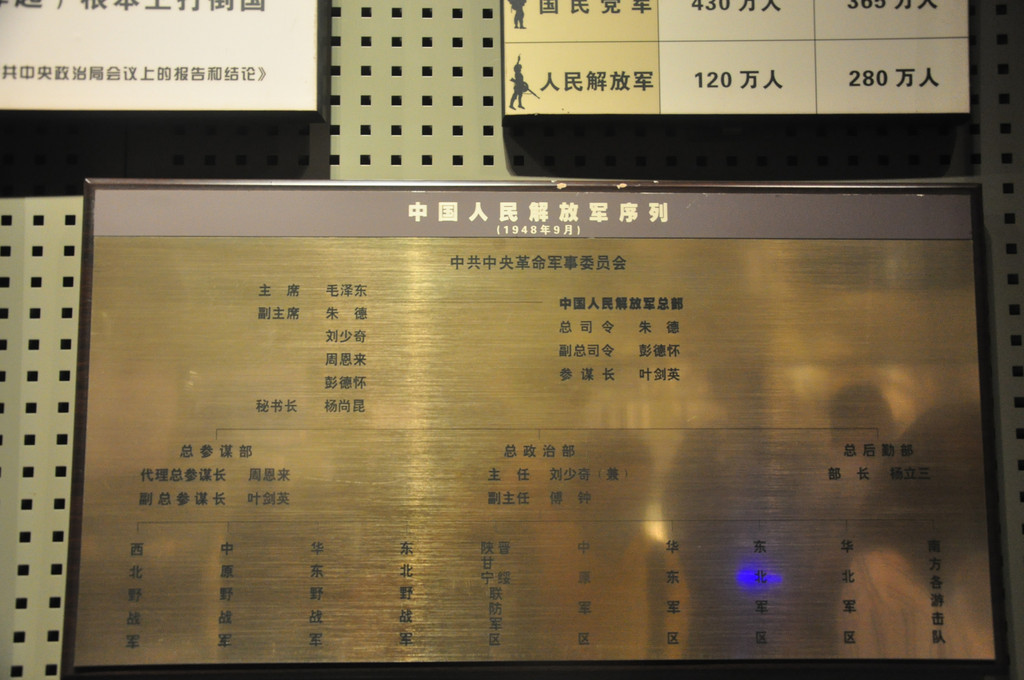 根本上打倒国
共中央政治局会议上的报告和结论》
国民党军 430万人 365万人
人民解放军 120万人 280万人
中国人民解放军序列
(1948年9月)
中共中央革命军事委员会
主席 毛泽东
副主席 朱德
刘少奇
周恩来
彭德怀
秘书长 杨尚昆
中国人民解放军总部
总司令 朱德
副总司令 彭德怀
参谋长 叶剑英
总参谋部
代理总参谋长 周恩来
副总参谋长 叶剑英
总政治部
主任 刘少奇(兼)
副主任 傅钟
总后勤部
部长 杨立三
西北野战军
中原野战军
华东野战军
东北野战军
陕甘宁晋绥联防军区
中原军区
华东军区
东北军区
华北军区
南方各游击队